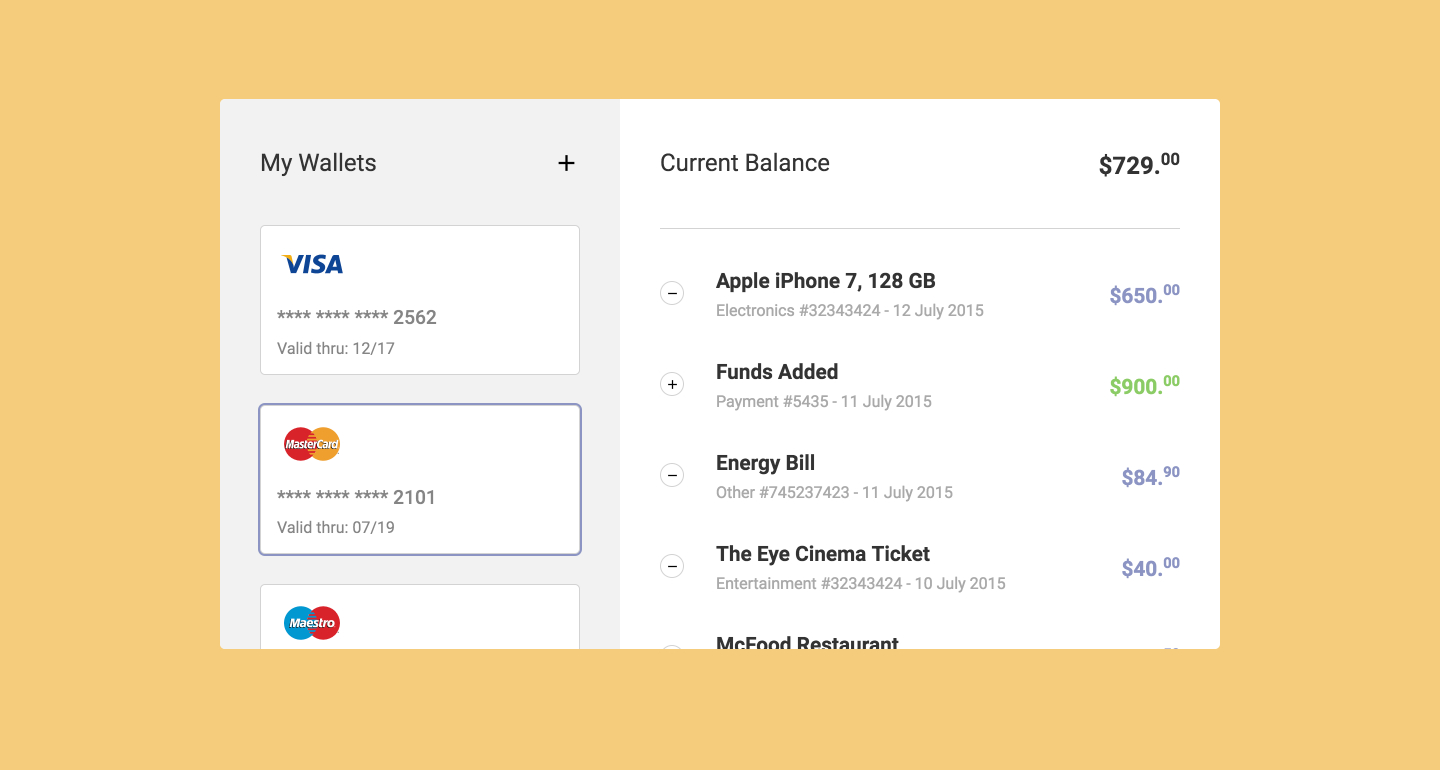 My Wallets +
VISA
**** **** **** 2562
Valid thru: 12/17
MasterCard
**** **** **** 2101
Valid thru: 07/19
Maestro
Current Balance $729.00
Apple iPhone 7, 128 GB
Electronics #32343424 - 12 July 2015
$650.00
Funds Added
Payment #5435 - 11 July 2015
$900.00
Energy Bill
Other #745237423 - 11 July 2015
$84.90
The Eye Cinema Ticket
Entertainment #32343424 - 10 July 2015
$40.00
McFood Restaurant